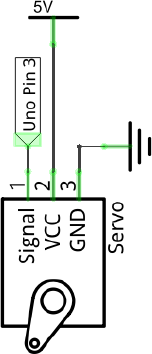 5V
Uno Pin 3
1
2
3
Signal
VCC
GND
Servo